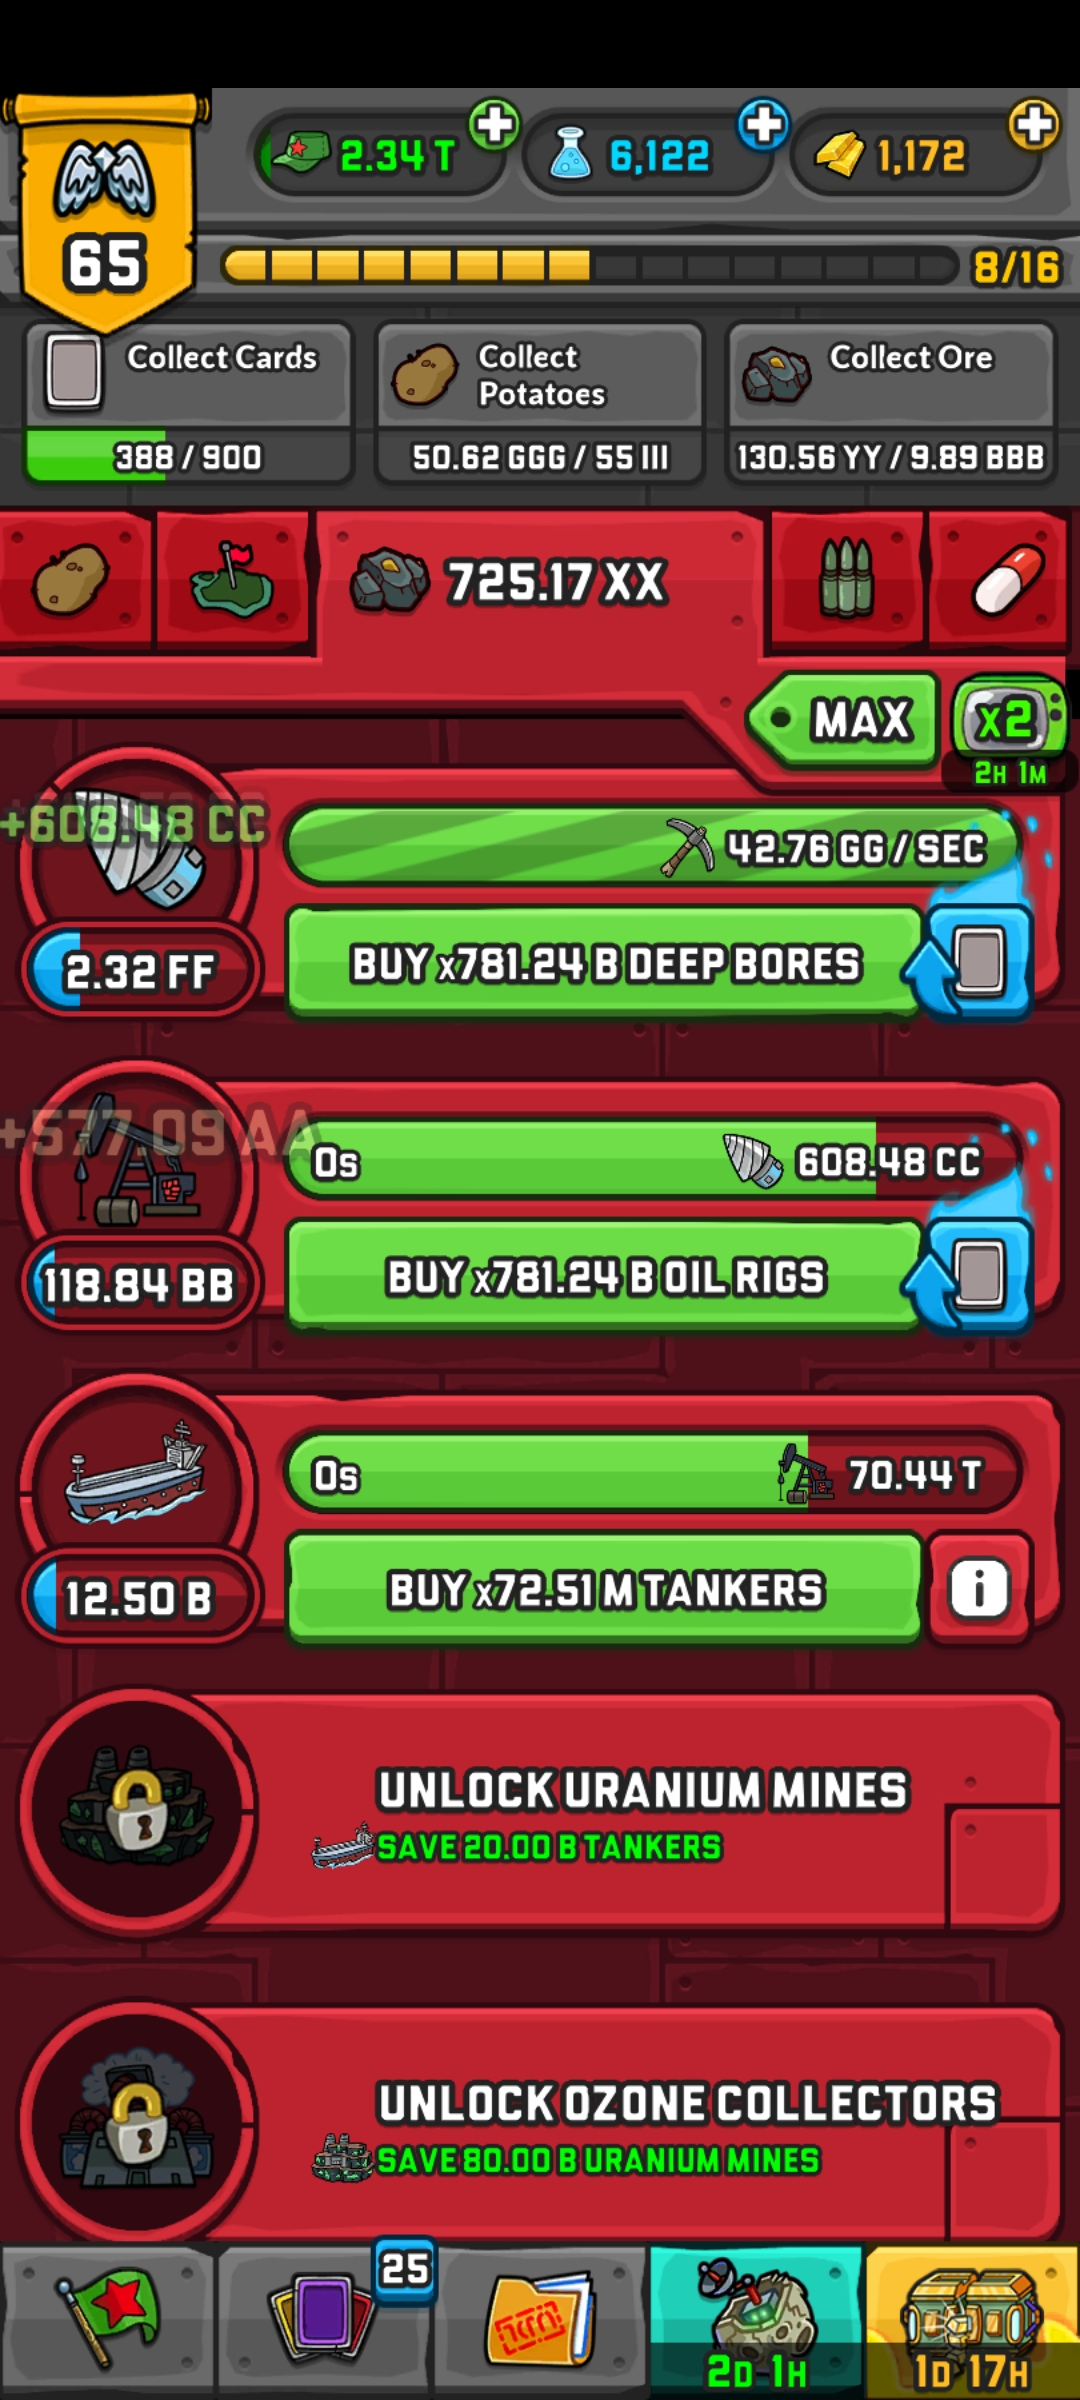 2.34 T
6,122
1,172
65
8/16
Collect Cards
388 / 900
Collect
Potatoes
50.62 GGG / 55 III
Collect Ore
130.56 YY / 9.89 BBB
725.17 XX
MAX
x2
2H 1M
+608.48 CC
42.76 GG / SEC
2.32 FF
BUY x781.24 B DEEP BORES
+577.09 AA
0s
608.48 CC
118.84 BB
BUY x781.24 B OIL RIGS
0s
70.44 T
12.50 B
BUY x72.51 M TANKERS
i
UNLOCK URANIUM MINES
SAVE 20.00 B TANKERS
UNLOCK OZONE COLLECTORS
SAVE 80.00 B URANIUM MINES
25
2D 1H
1D 17H